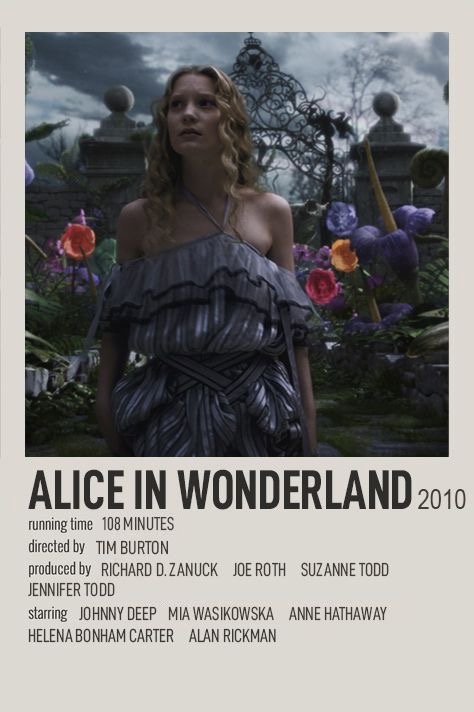 ALICE IN WONDERLAND 2010
running time 108 MINUTES
directed by TIM BURTON
produced by RICHARD D. ZANUCK JOE ROTH SUZANNE TODD
JENNIFER TODD
starring JOHNNY DEEP MIA WASIKOWSKA ANNE HATHAWAY
HELENA BONHAM CARTER ALAN RICKMAN